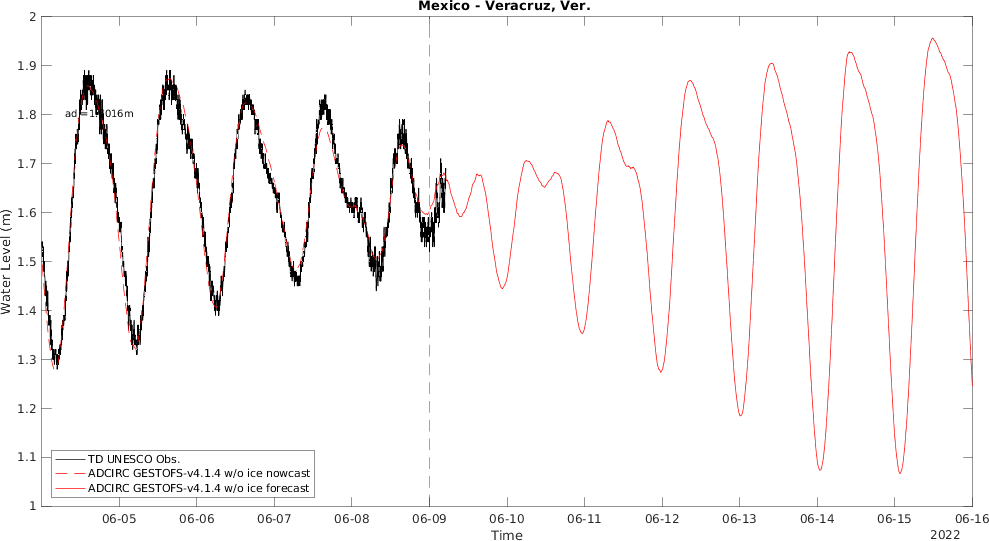 Mexico - Veracruz, Ver.
2
1.9
1.8
1.7
1.6
1.5
1.4
1.3
1.2
1.1
1
Water Level (m)
TD UNESCO Obs.
ADCIRC GESTOFS-v4.1.4 w/o ice nowcast
ADCIRC GESTOFS-v4.1.4 w/o ice forecast
06-05 06-06 06-07 06-08 06-09 06-10 06-11 06-12 06-13 06-14 06-15 06-16
Time
2022